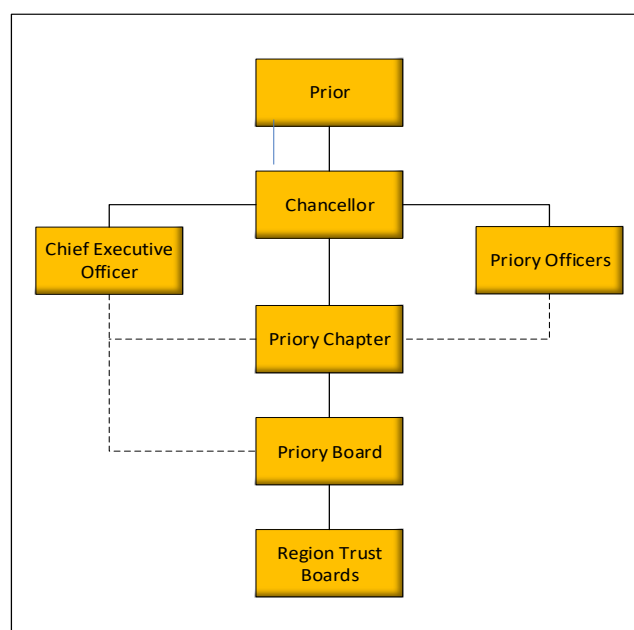 Prior
Chancellor
Chief Executive
Officer
Priory Officers
Priory Chapter
Priory Board
Region Trust
Boards